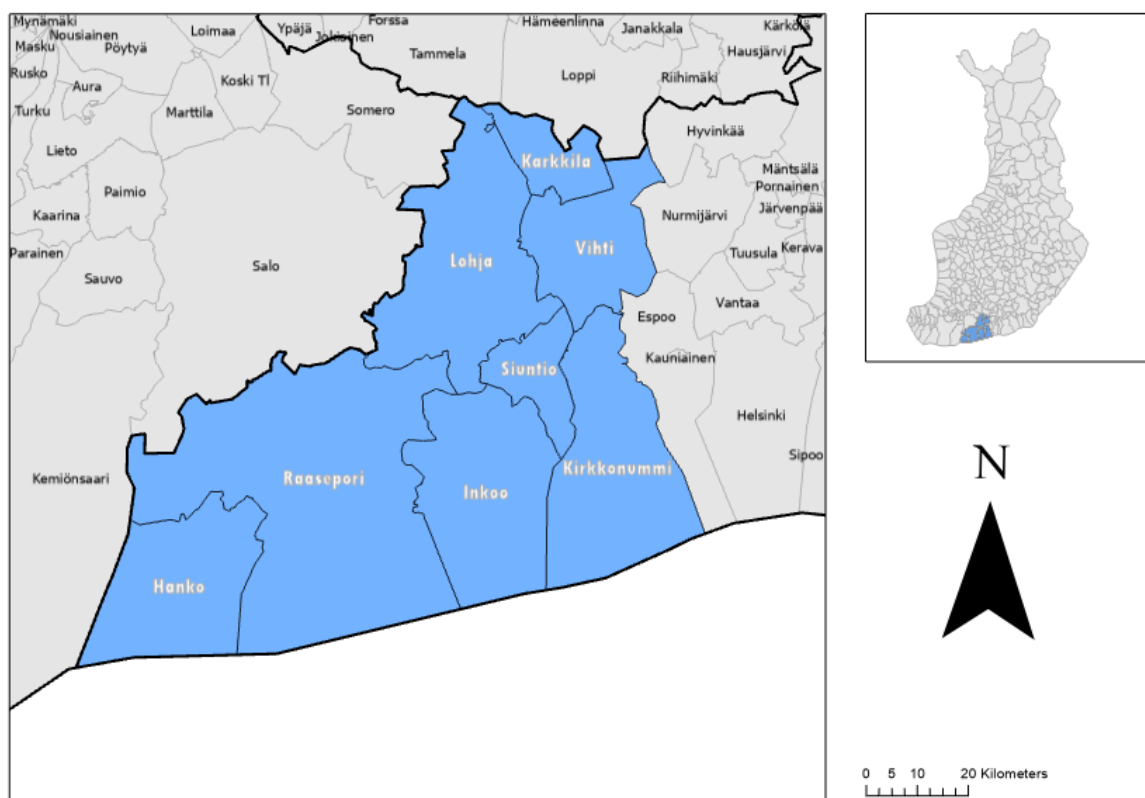 Mynämäki
Nousiainen
Masku
Pöytyä
Loimaa
Ypäjä
Jokioinen
Forssa
Tammela
Hämeenlinna
Janakkala
Kärkölä
Hausjärvi
Rusko
Aura
Koski Tl
Loppi
Riihimäki
Turku
Marttila
Somero
Hyvinkää
Lieto
Karkkila
Mäntsälä
Paimio
Pornainen
Kaarina
Nurmijärvi
Järvenpää
Parainen
Sauvo
Salo
Lohja
Vihti
Tuusula
Kerava
Vantaa
Espoo
Kauniainen
Siuntio
Helsinki
Sipoo
Kemiönsaari
Raasepori
Inkoo
Kirkkonummi
Hanko
N
0 5 10 20 Kilometers